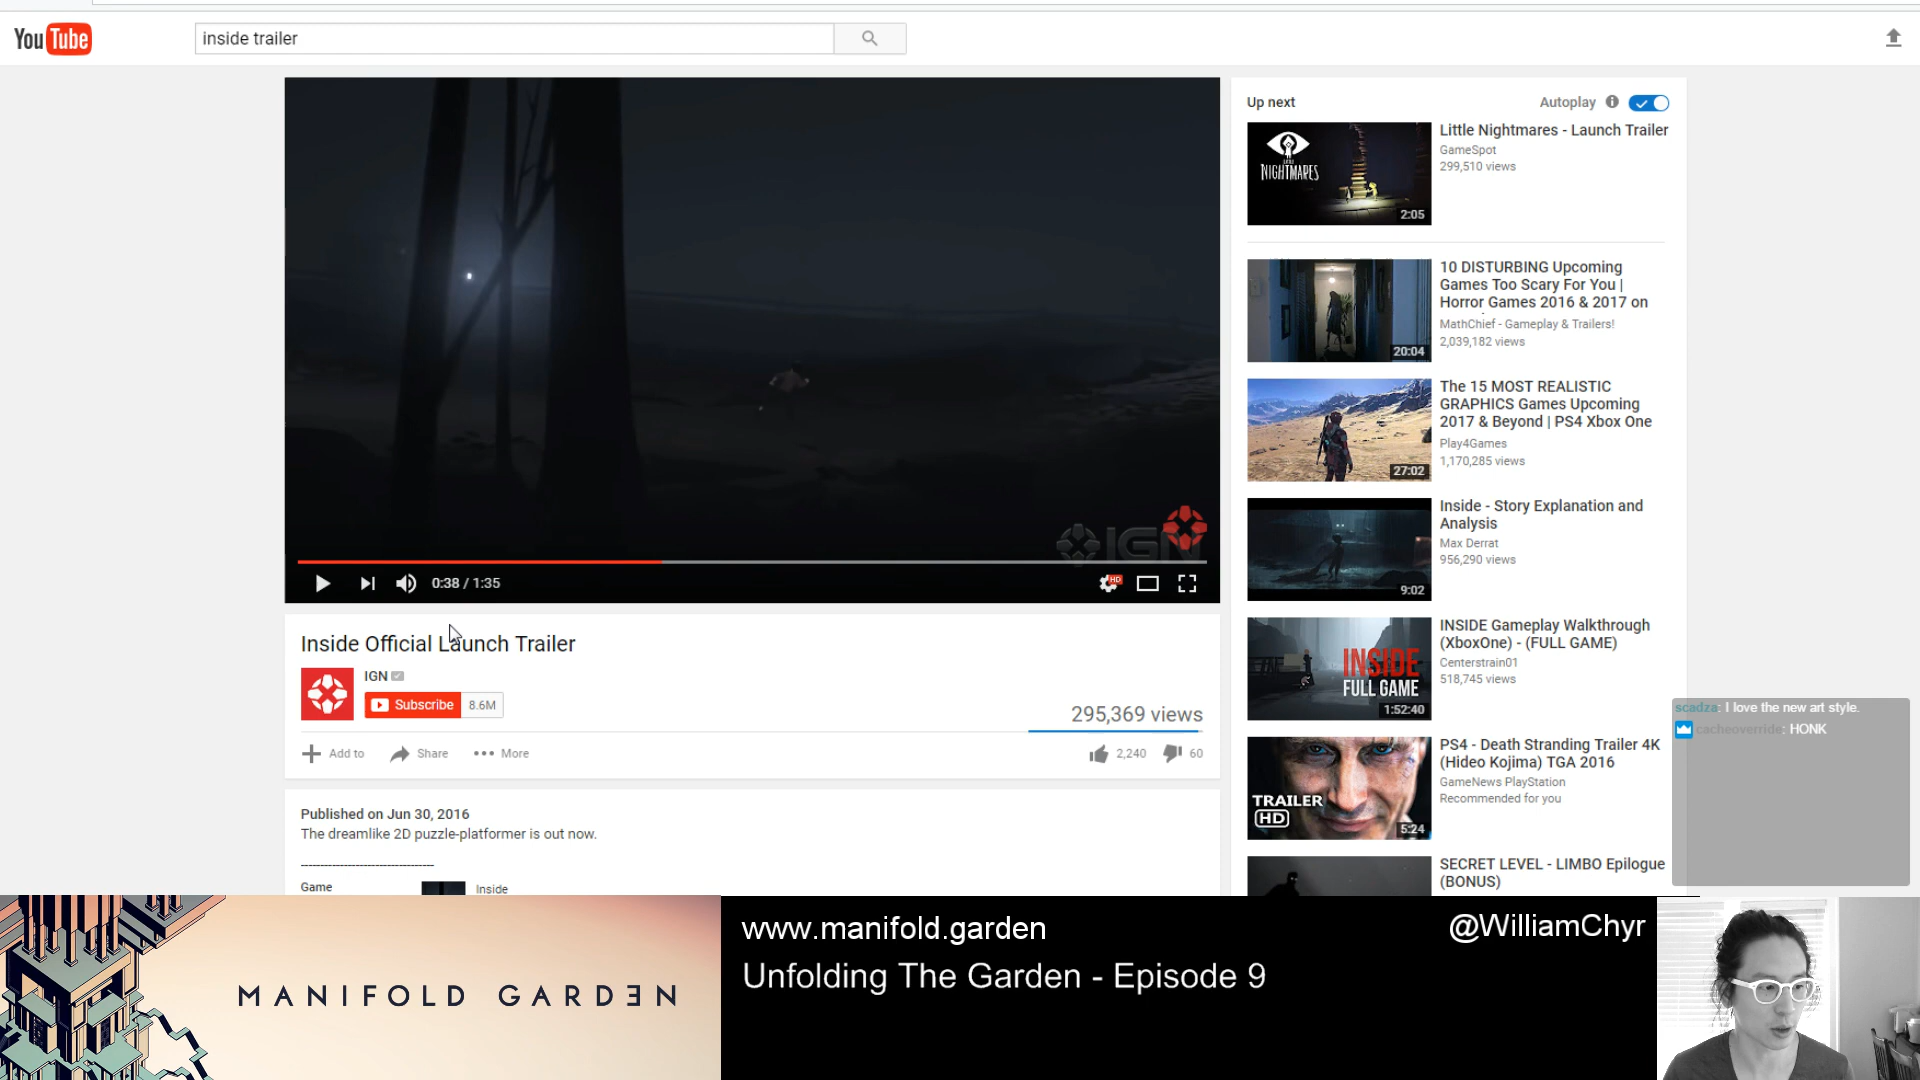 YouTube
inside trailer
IGN
0:38 / 1:35
HD
Inside Official Launch Trailer
IGN
Subscribe 8.6M
295,369 views
Add to Share More
2,240 60
Published on Jun 30, 2016
The dreamlike 2D puzzle-platformer is out now.
----------------------------------
Game Inside
Up next Autoplay
LITTLE NIGHTMARES
2:05
Little Nightmares - Launch Trailer
GameSpot
299,510 views
20:04
10 DISTURBING Upcoming
Games Too Scary For You |
Horror Games 2016 & 2017 on
MathChief - Gameplay & Trailers!
2,039,182 views
27:02
The 15 MOST REALISTIC
GRAPHICS Games Upcoming
2017 & Beyond | PS4 Xbox One
Play4Games
1,170,285 views
9:02
Inside - Story Explanation and
Analysis
Max Derrat
956,290 views
INSIDE
FULL GAME
1:52:40
INSIDE Gameplay Walkthrough
(XboxOne) - (FULL GAME)
Centerstrain01
518,745 views
TRAILER
HD
5:24
PS4 - Death Stranding Trailer 4K
(Hideo Kojima) TGA 2016
GameNews PlayStation
Recommended for you
SECRET LEVEL - LIMBO Epilogue
(BONUS)
scadza: I love the new art style.
cacheoverride: HONK
MANIFOLD GARDEN
www.manifold.garden
Unfolding The Garden - Episode 9
@WilliamChyr